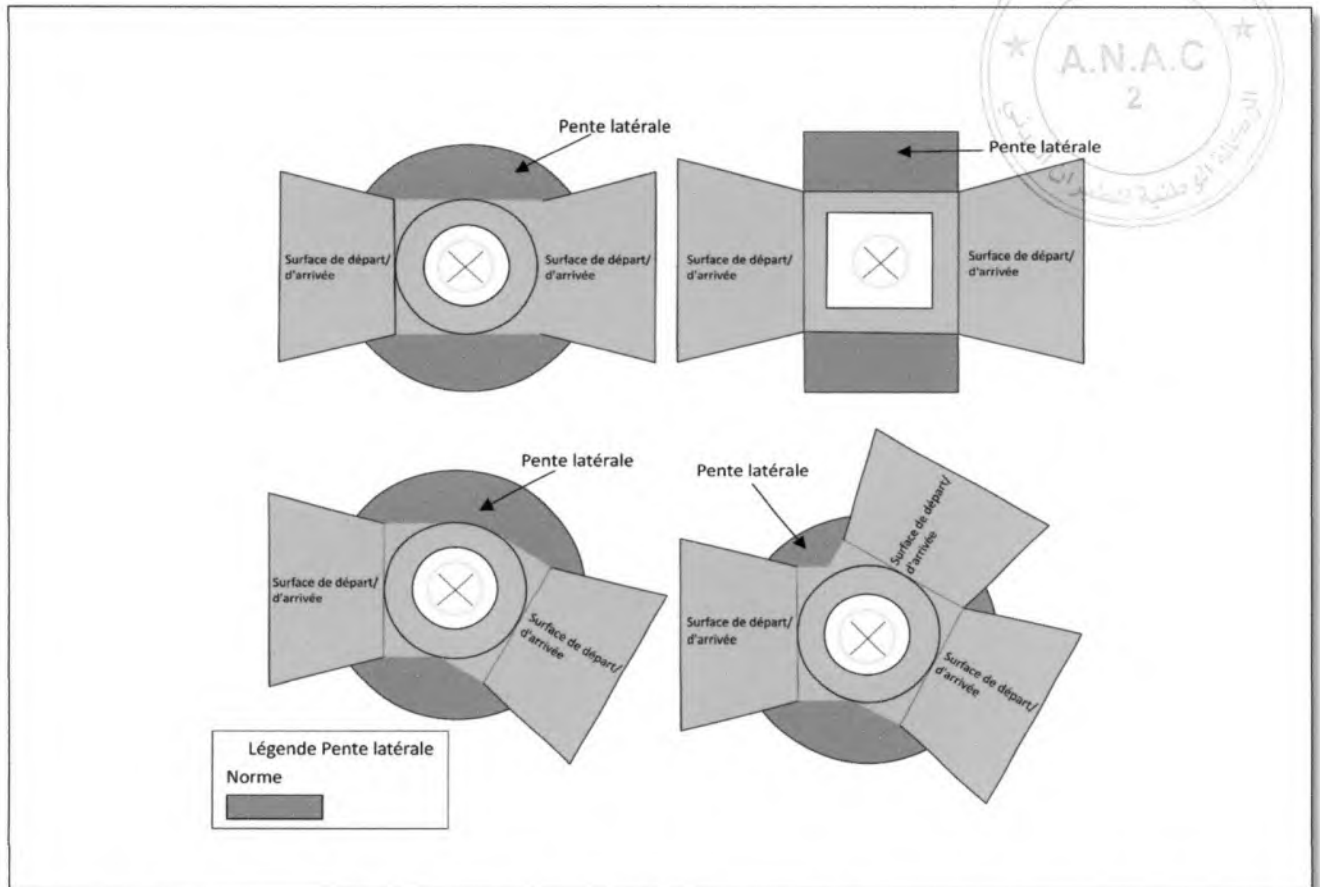 A.N.A.C
2
Pente latérale
Pente latérale
Surface de départ/
d'arrivée
Surface de départ/
d'arrivée
Surface de départ/
d'arrivée
Surface de départ/
d'arrivée
Pente latérale
Pente latérale
Surface de départ/
d'arrivée
Surface de départ/
d'arrivée
Surface de départ/
d'arrivée
Surface de départ/
d'arrivée
Surface de départ/
d'arrivée
Légende Pente latérale
Norme